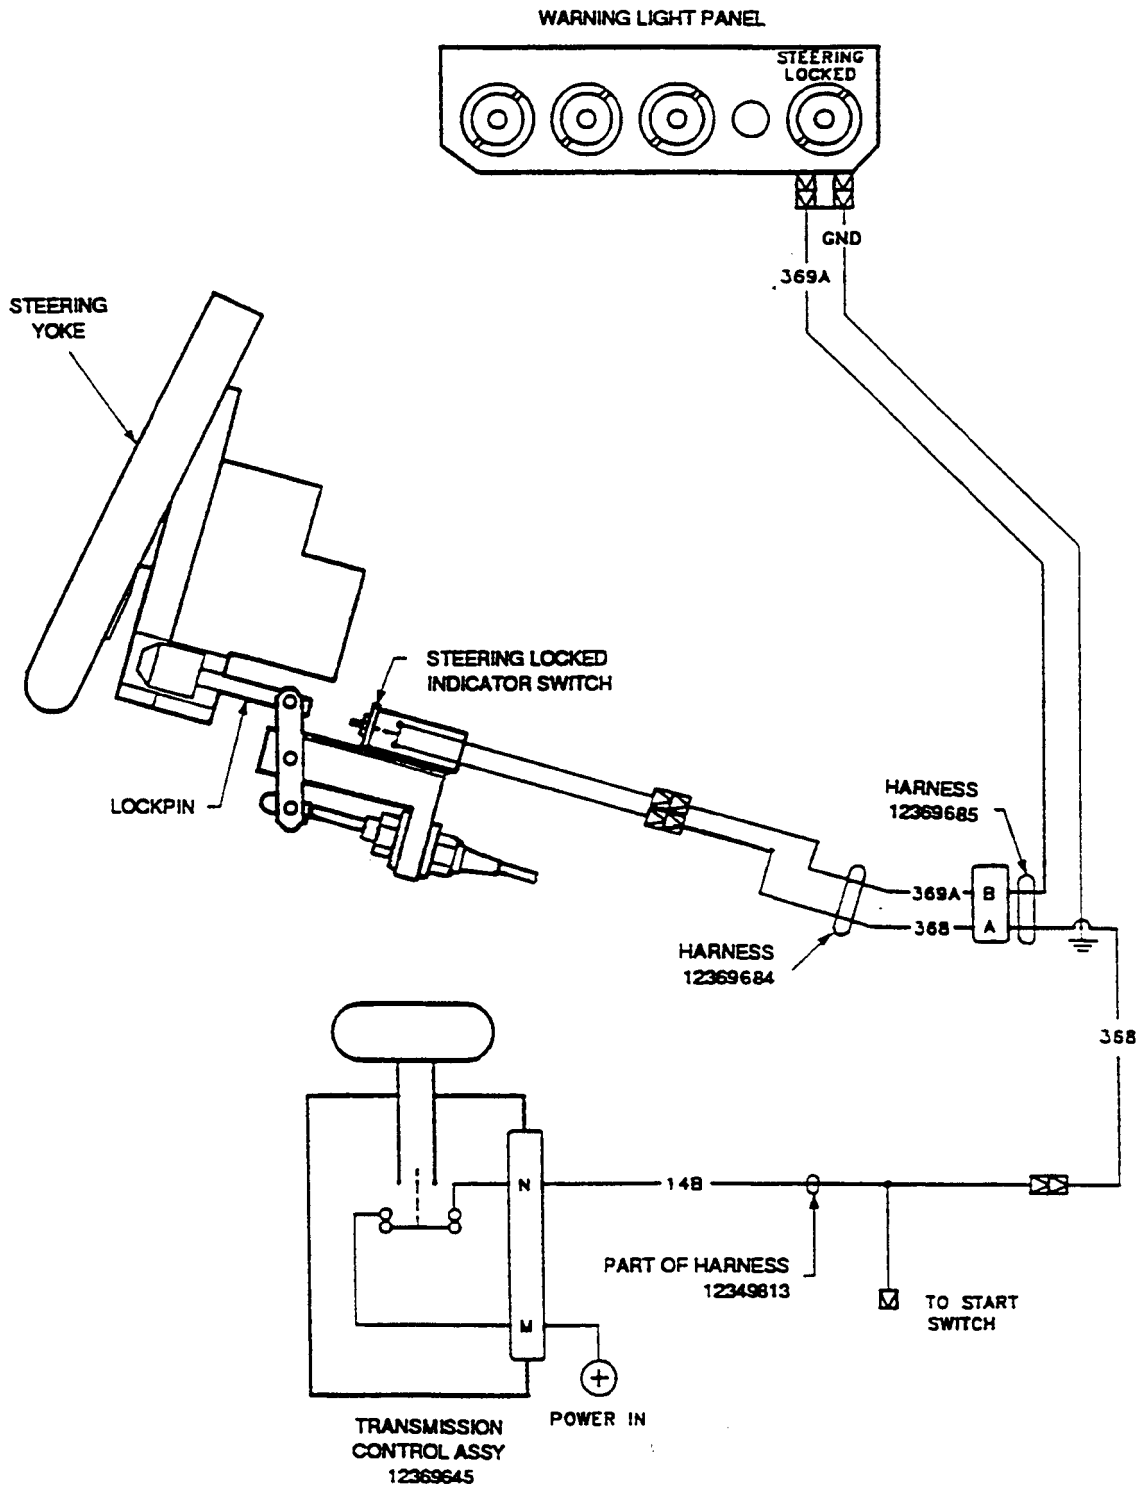 WARNING LIGHT PANEL
STEERING
LOCKED
GND
369A
STEERING
YOKE
STEERING LOCKED
INDICATOR SWITCH
LOCKPIN
HARNESS
12369685
369A
B
368
A
HARNESS
12369684
368
N
14B
PART OF HARNESS
12349813
TO START
SWITCH
M
+
POWER IN
TRANSMISSION
CONTROL ASSY
12369645